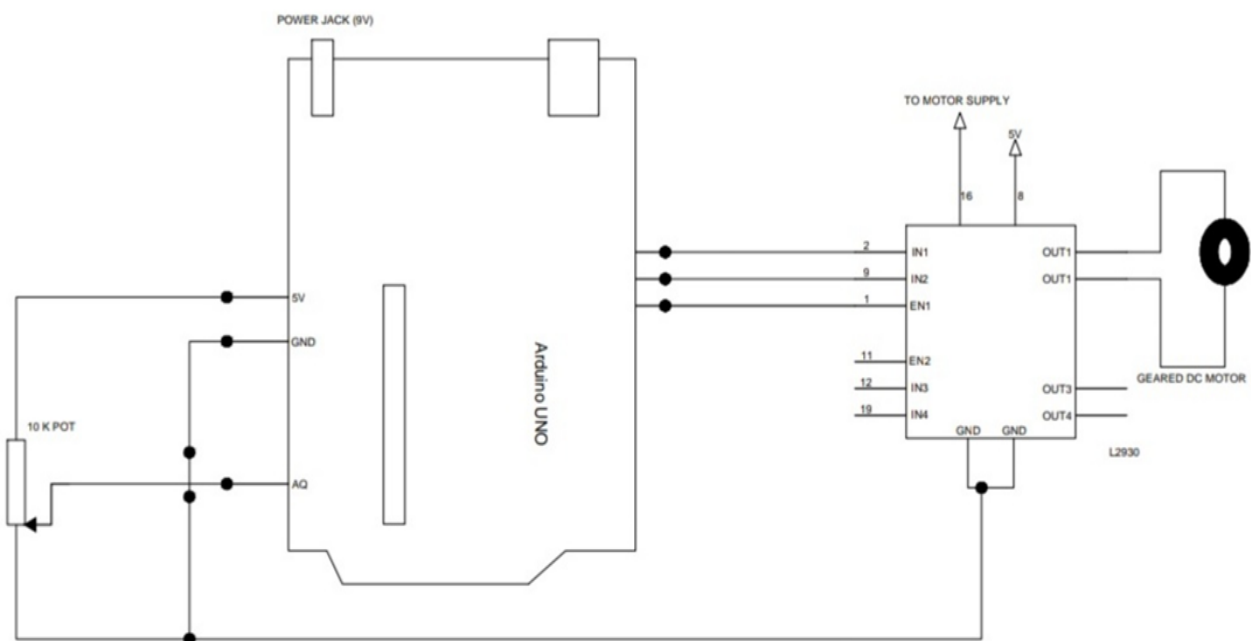 POWER JACK (9V)
TO MOTOR SUPPLY
5V
16
8
2
IN1
OUT1
9
IN2
OUT1
5V
1
EN1
GND
Arduino UNO
11
EN2
GEARED DC MOTOR
12
IN3
OUT3
19
IN4
OUT4
10 K POT
GND
GND
L2930
AQ